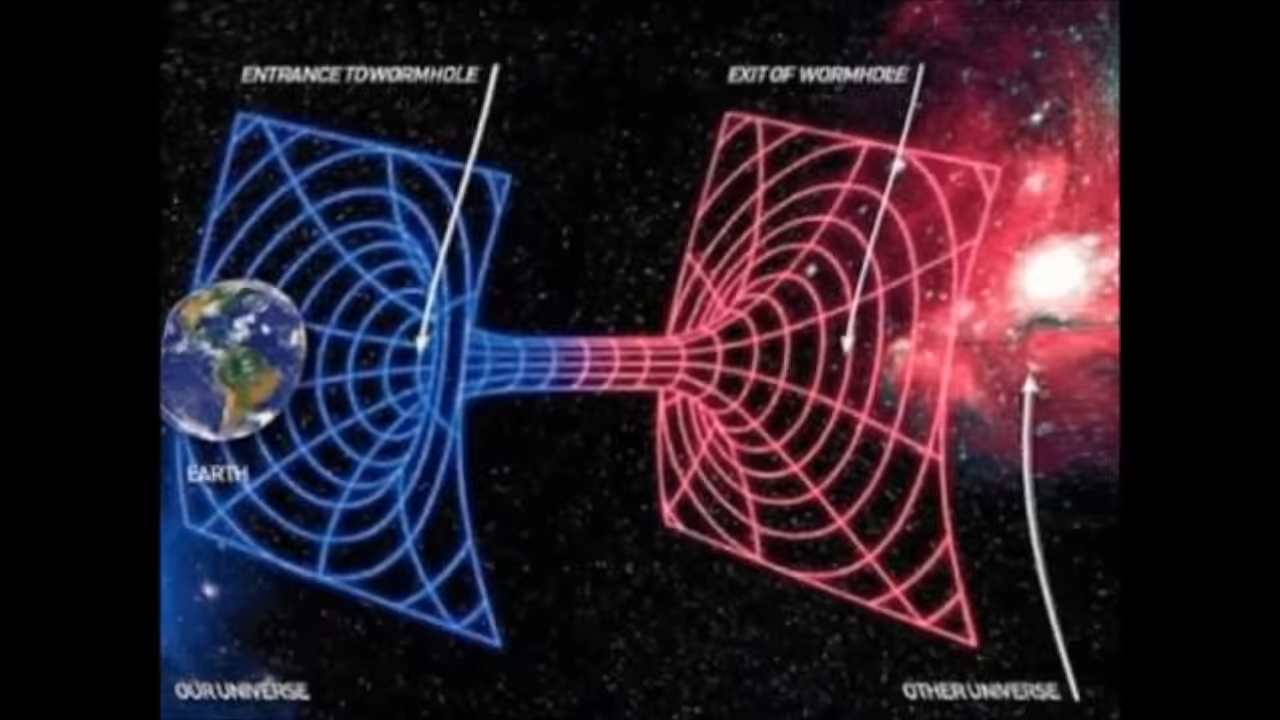 ENTRANCE TO WORMHOLE
EXIT OF WORMHOLE
EARTH
OUR UNIVERSE
OTHER UNIVERSE